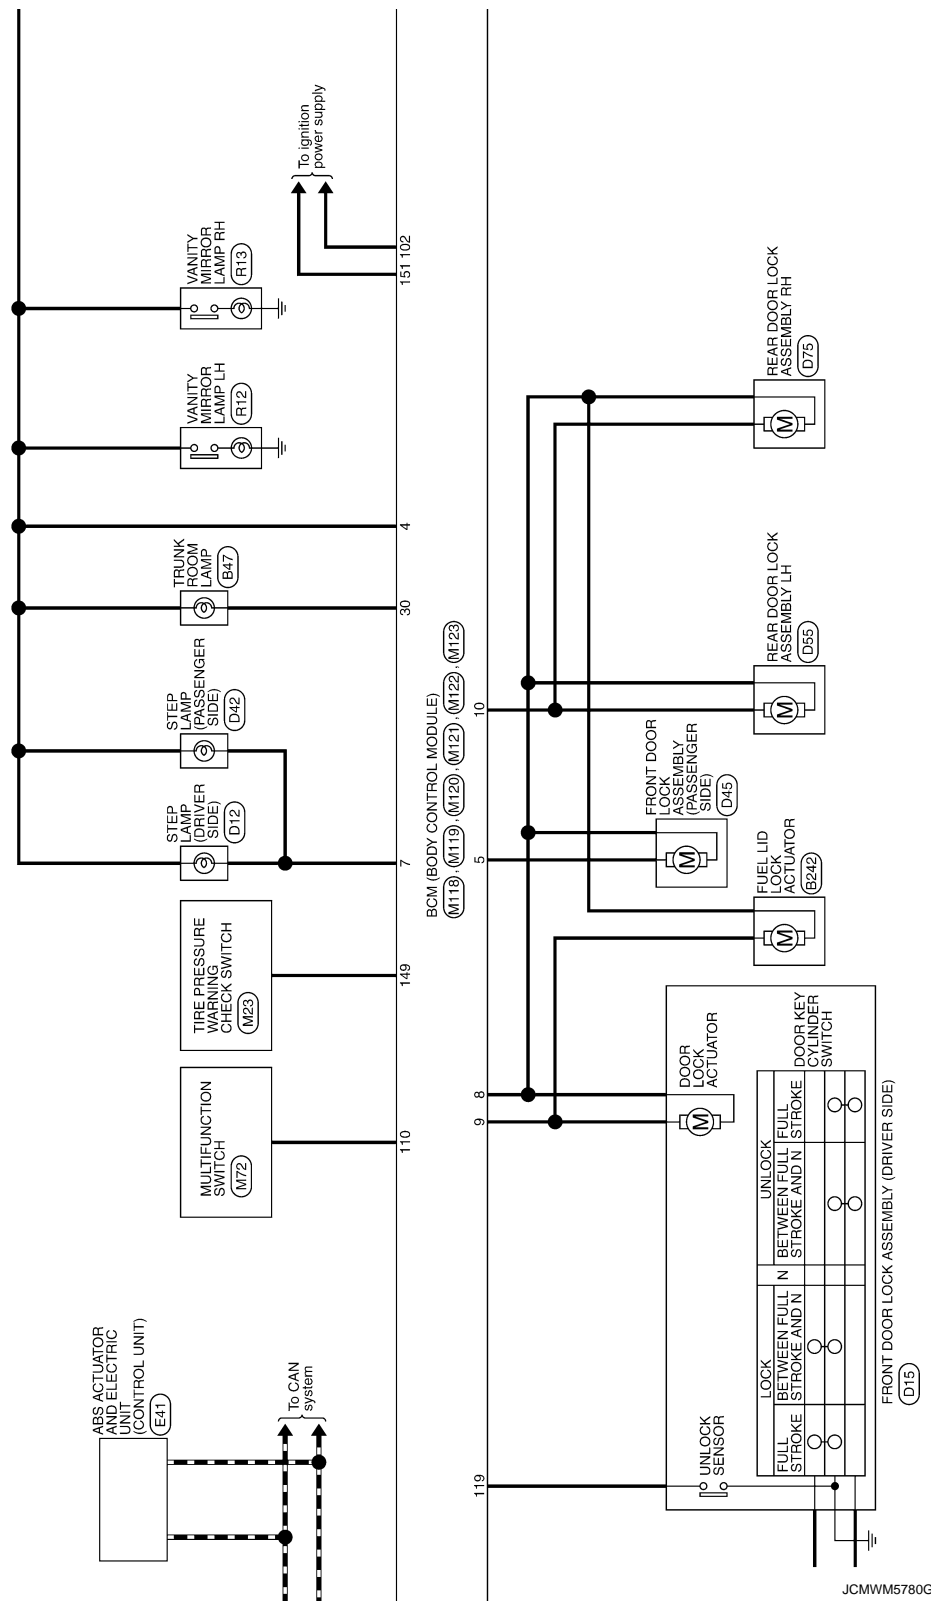 To ignition
power supply
VANITY
MIRROR
LAMP RH
R13
151
102
VANITY
MIRROR
LAMP LH
R12
4
TRUNK
ROOM
LAMP
B47
30
STEP
LAMP
(PASSENGER
SIDE)
D42
STEP
LAMP
(DRIVER
SIDE)
D12
7
TIRE PRESSURE
WARNING
CHECK SWITCH
M23
149
MULTIFUNCTION
SWITCH
M72
110
ABS ACTUATOR
AND ELECTRIC
UNIT
(CONTROL UNIT)
E41
To CAN
system
BCM (BODY CONTROL MODULE)
M118 , M119 , M120 , M121 , M122 , M123
REAR DOOR LOCK
ASSEMBLY RH
D75
M
REAR DOOR LOCK
ASSEMBLY LH
D55
M
10
FRONT DOOR
LOCK
ASSEMBLY
(PASSENGER
SIDE)
D45
M
5
FUEL LID
LOCK
ACTUATOR
B242
M
8
9
DOOR
LOCK
ACTUATOR
M
DOOR KEY
CYLINDER
SWITCH
UNLOCK
FULL
STROKE
BETWEEN FULL
STROKE AND N
N
LOCK
BETWEEN FULL
STROKE AND N
FULL
STROKE
UNLOCK
SENSOR
119
FRONT DOOR LOCK ASSEMBLY (DRIVER SIDE)
D15
JCMWM5780G